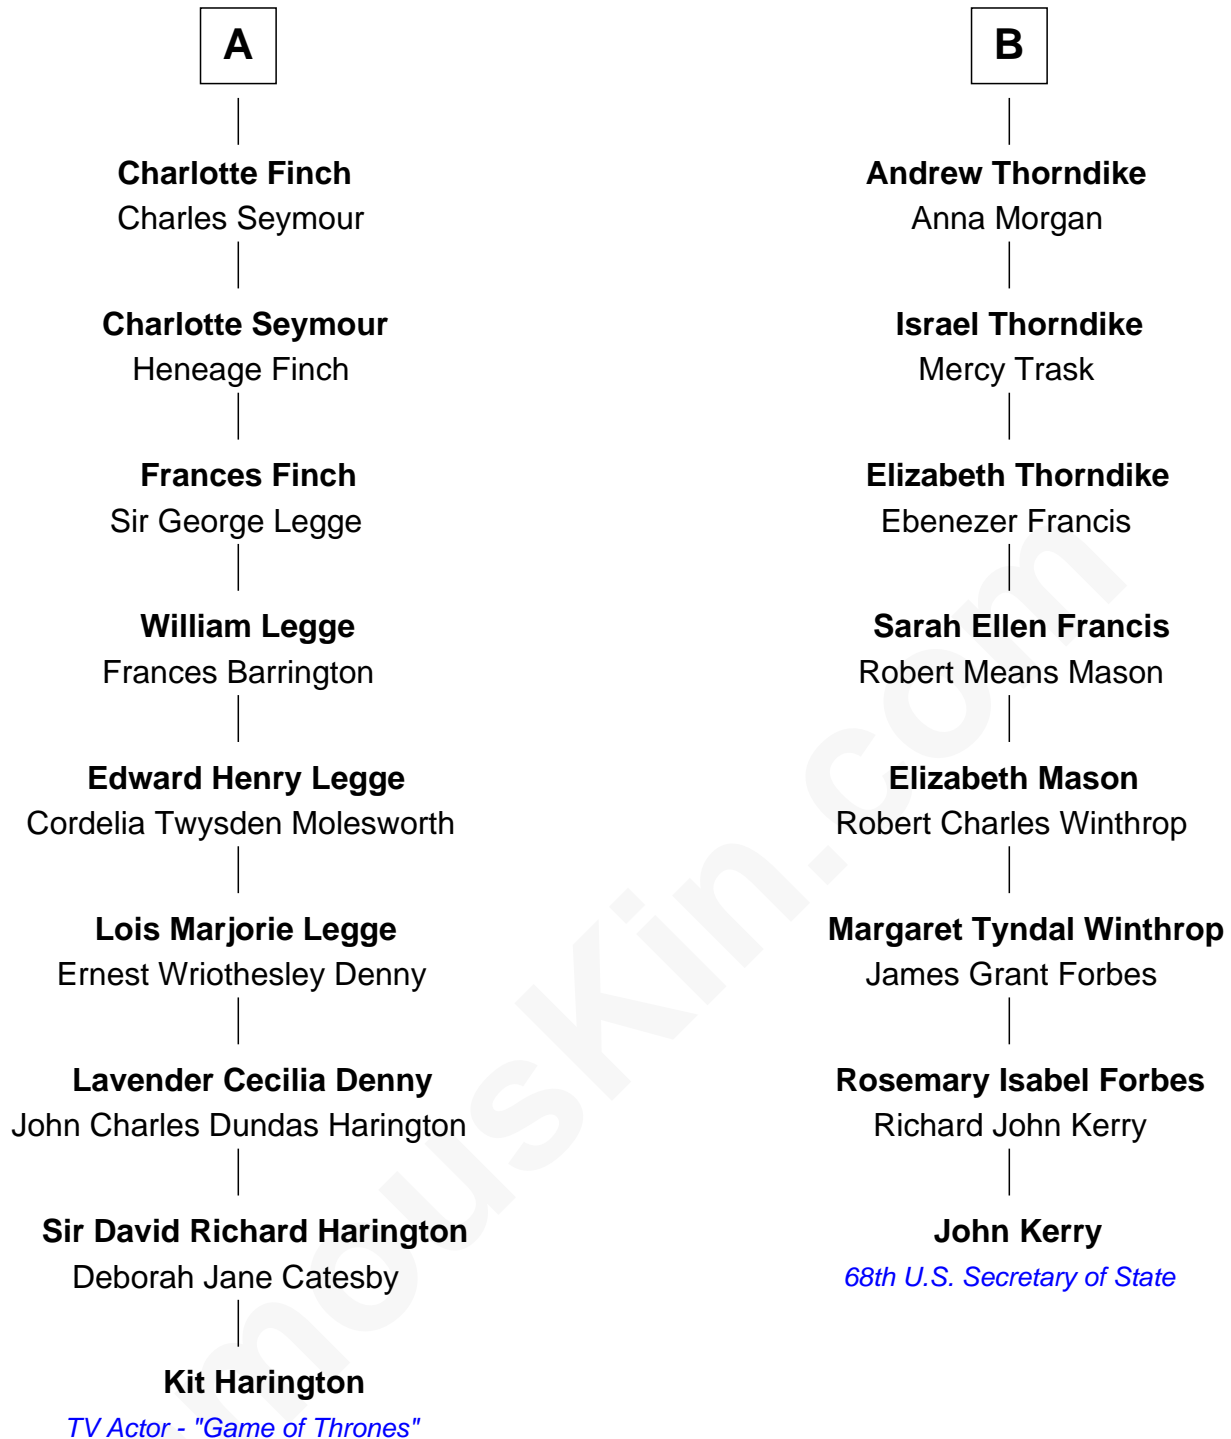 A
Charlotte Finch
Charles Seymour
Charlotte Seymour
Heneage Finch
Frances Finch
Sir George Legge
William Legge
Frances Barrington
Edward Henry Legge
Cordelia Twysden Molesworth
Lois Marjorie Legge
Ernest Wriothesley Denny
Lavender Cecilia Denny
John Charles Dundas Harington
Sir David Richard Harington
Deborah Jane Catesby
Kit Harington
TV Actor - "Game of Thrones"
B
Andrew Thorndike
Anna Morgan
Israel Thorndike
Mercy Trask
Elizabeth Thorndike
Ebenezer Francis
Sarah Ellen Francis
Robert Means Mason
Elizabeth Mason
Robert Charles Winthrop
Margaret Tyndal Winthrop
James Grant Forbes
Rosemary Isabel Forbes
Richard John Kerry
John Kerry
68th U.S. Secretary of State
mouskin.com